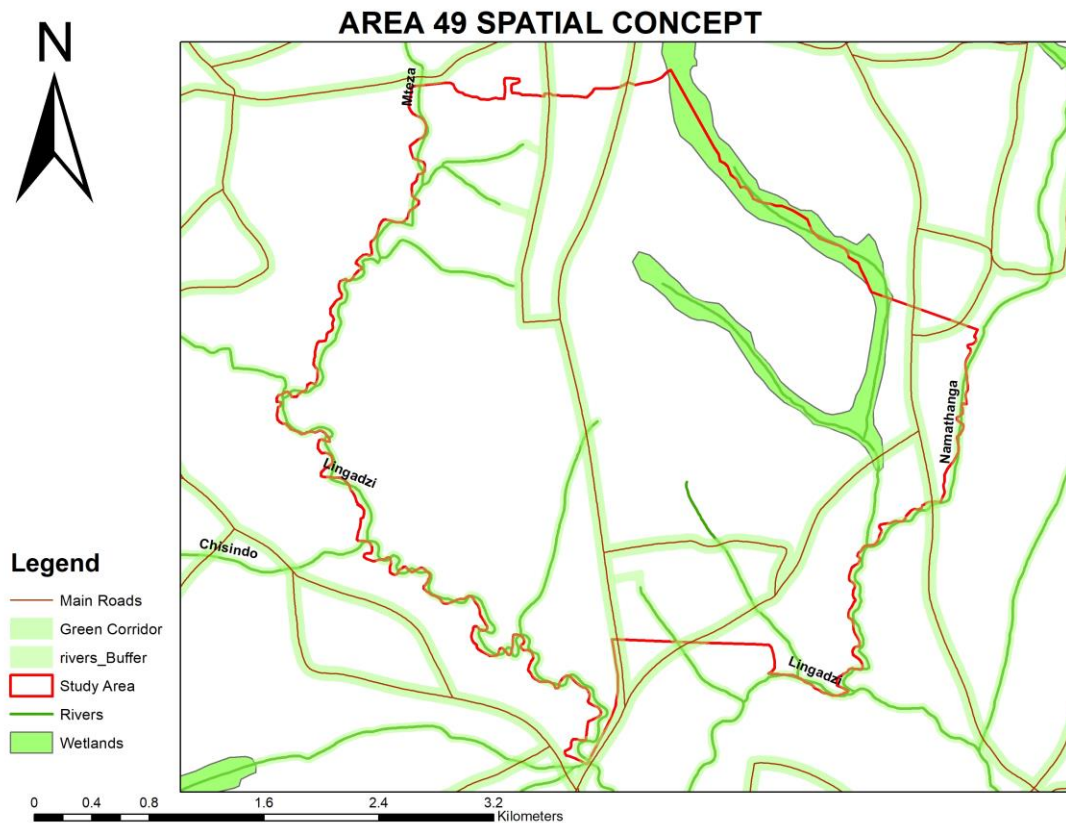 AREA 49 SPATIAL CONCEPT
N
Mteza
Namathanga
Lingadzi
Chisindo
Lingadzi
Legend
Main Roads
Green Corridor
rivers_Buffer
Study Area
Rivers
Wetlands
0 0.4 0.8 1.6 2.4 3.2
Kilometers